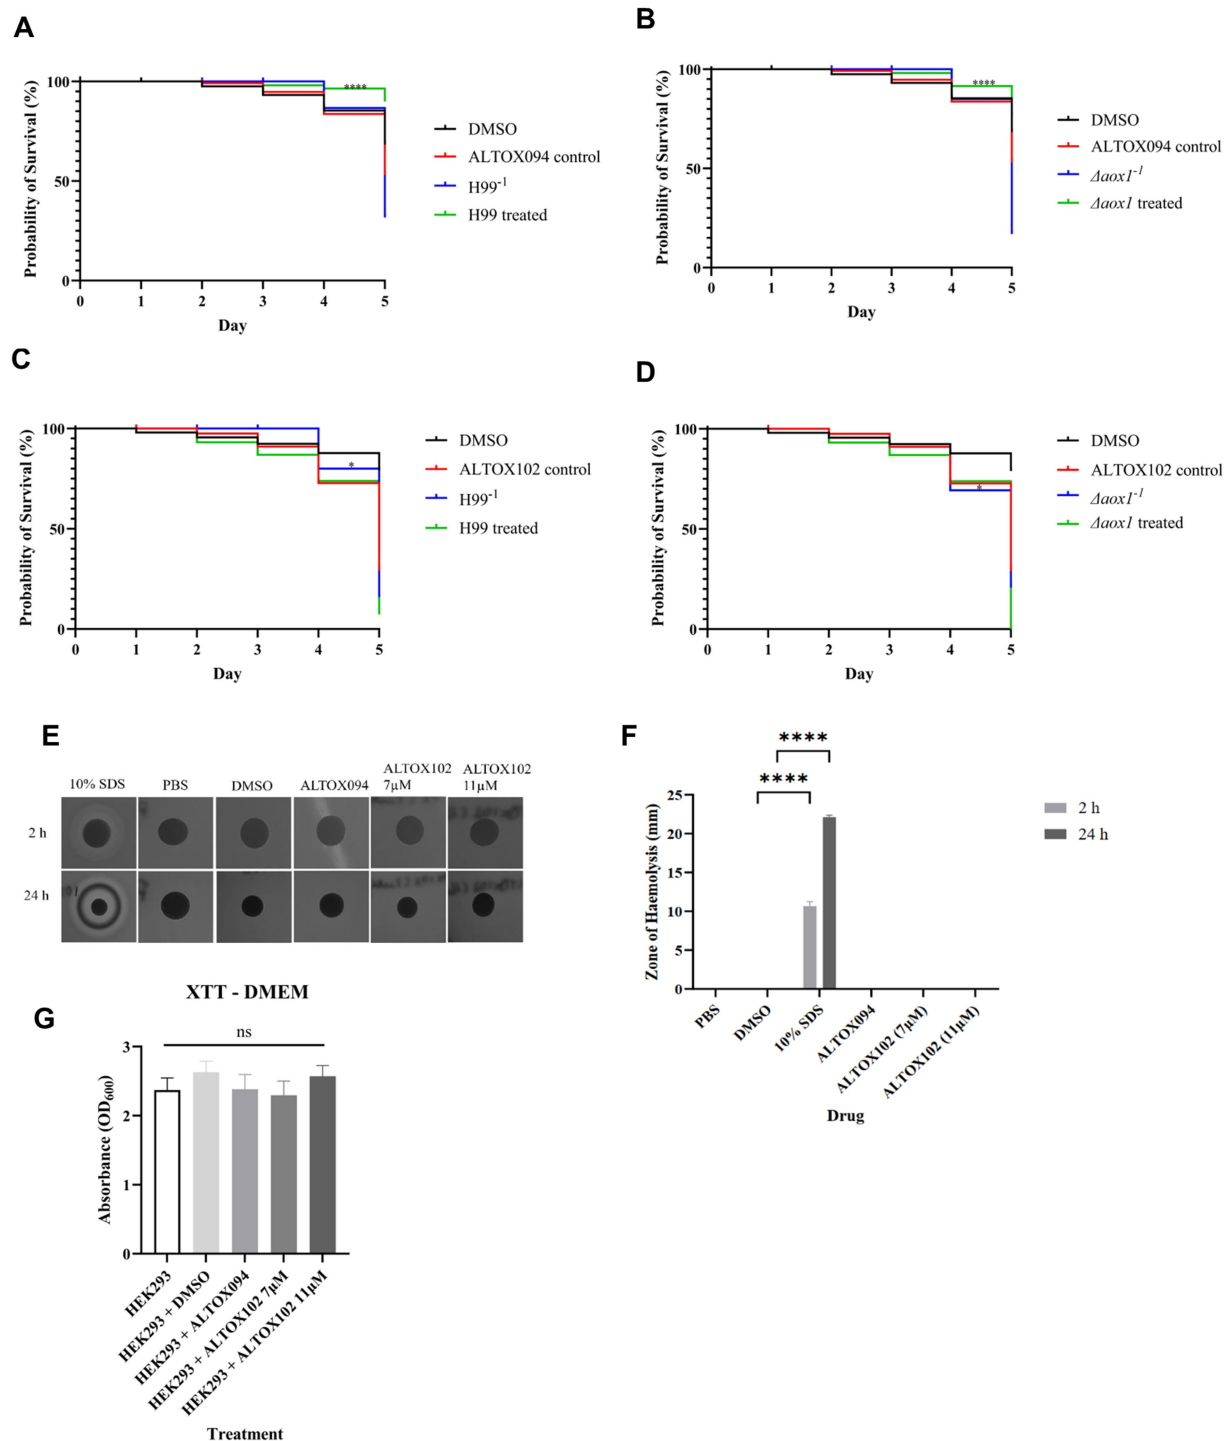 A
Probability of Survival (%)
100
50
0
0 1 2 3 4 5
Day
****
DMSO
ALTOX094 control
H99⁻¹
H99 treated
B
Probability of Survival (%)
100
50
0
0 1 2 3 4 5
Day
****
DMSO
ALTOX094 control
Δaox1⁻¹
Δaox1 treated
C
Probability of Survival (%)
100
50
0
0 1 2 3 4 5
Day
*
DMSO
ALTOX102 control
H99⁻¹
H99 treated
D
Probability of Survival (%)
100
50
0
0 1 2 3 4 5
Day
*
DMSO
ALTOX102 control
Δaox1⁻¹
Δaox1 treated
E
10% SDS PBS DMSO ALTOX094 ALTOX102 7µM ALTOX102 11µM
2 h
24 h
F
Zone of Haemolysis (mm)
25
20
15
10
5
0
****
****
2 h
24 h
PBS
DMSO
10% SDS
ALTOX094
ALTOX102 (7µM)
ALTOX102 (11µM)
Drug
XTT - DMEM
G
ns
Absorbance (OD₆₀₀)
3
2
1
0
HEK293
HEK293 + DMSO
HEK293 + ALTOX094
HEK293 + ALTOX102 7µM
HEK293 + ALTOX102 11µM
Treatment